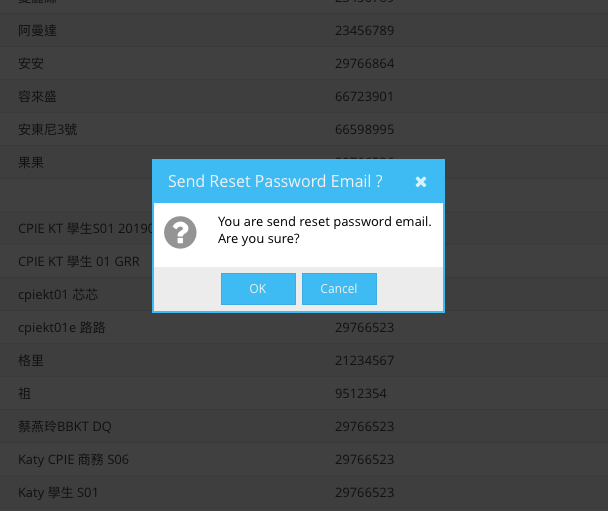 阿曼達 23456789
安安 29766864
容來盛 66723901
安東尼3號 66598995
果果
Send Reset Password Email ?
You are send reset password email.
Are you sure?
OK Cancel
CPIE KT 學生S01 2019
CPIE KT 學生 01 GRR
cpiekt01 芯芯
cpiekt01e 路路 29766523
格里 21234567
祖 9512354
蔡燕玲BBKT DQ 29766523
Katy CPIE 商務 S06 29766523
Katy 學生 S01 29766523